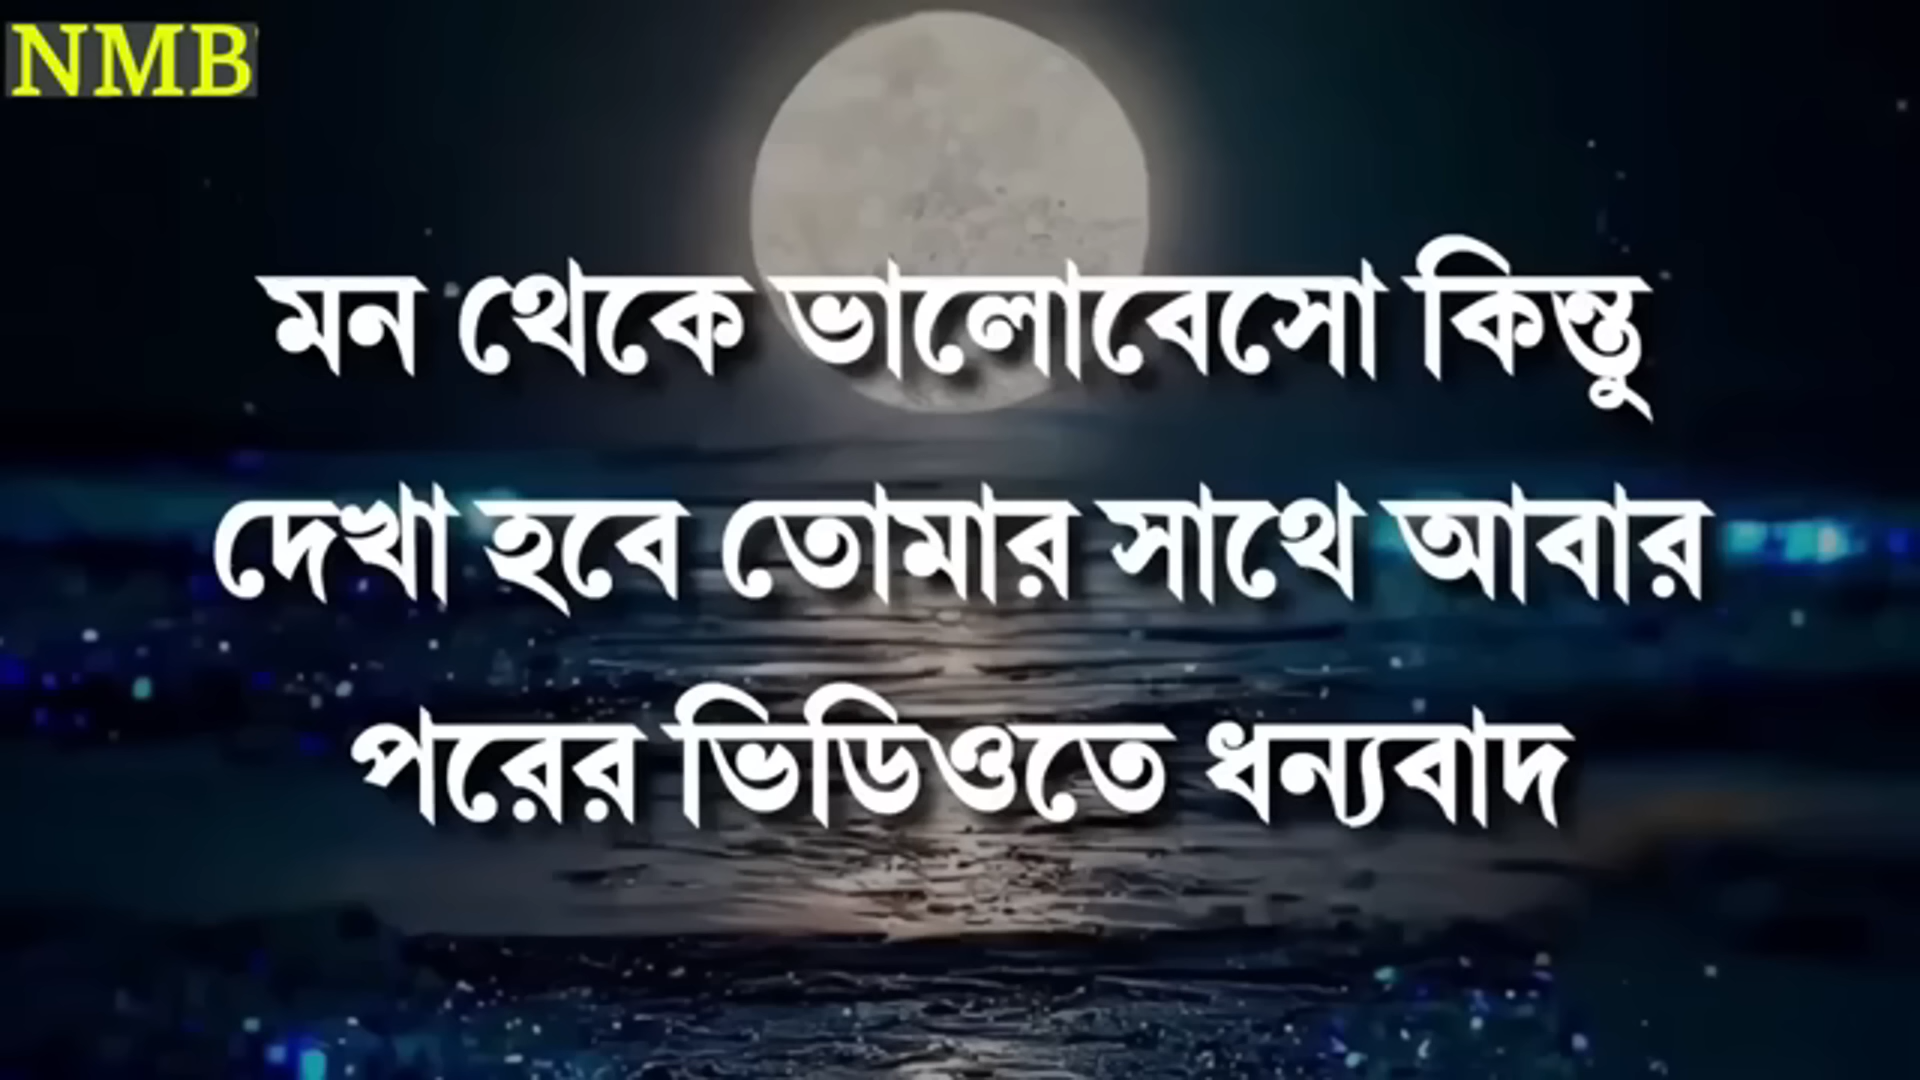 NMB
মন থেকে ভালোবেসো কিন্তু
দেখা হবে তোমার সাথে আবার
পরের ভিডিওতে ধন্যবাদ